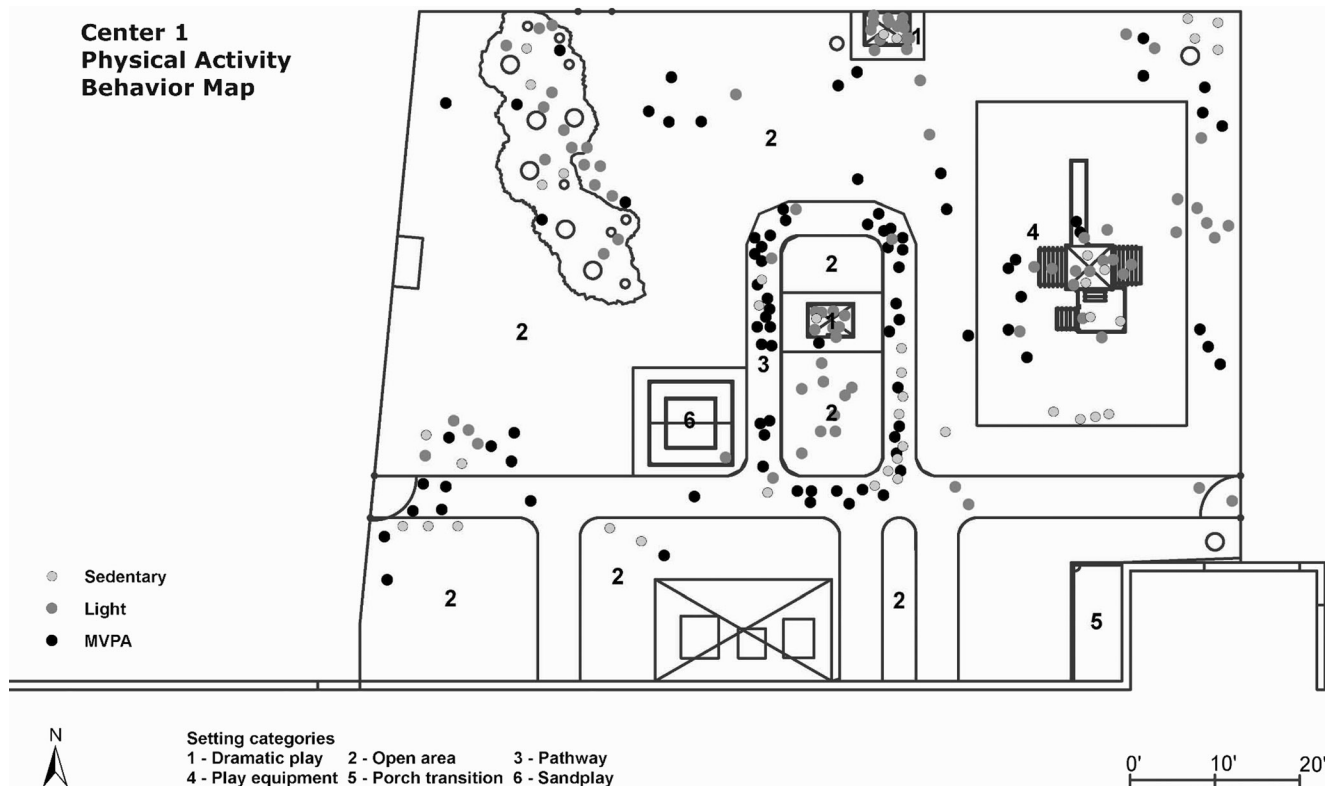 Center 1
Physical Activity
Behavior Map
1
2
4
2
2
1
3
2
6
2
2
2
5
Sedentary
Light
MVPA
N
Setting categories
1 - Dramatic play 2 - Open area 3 - Pathway
4 - Play equipment 5 - Porch transition 6 - Sandplay
0' 10' 20'